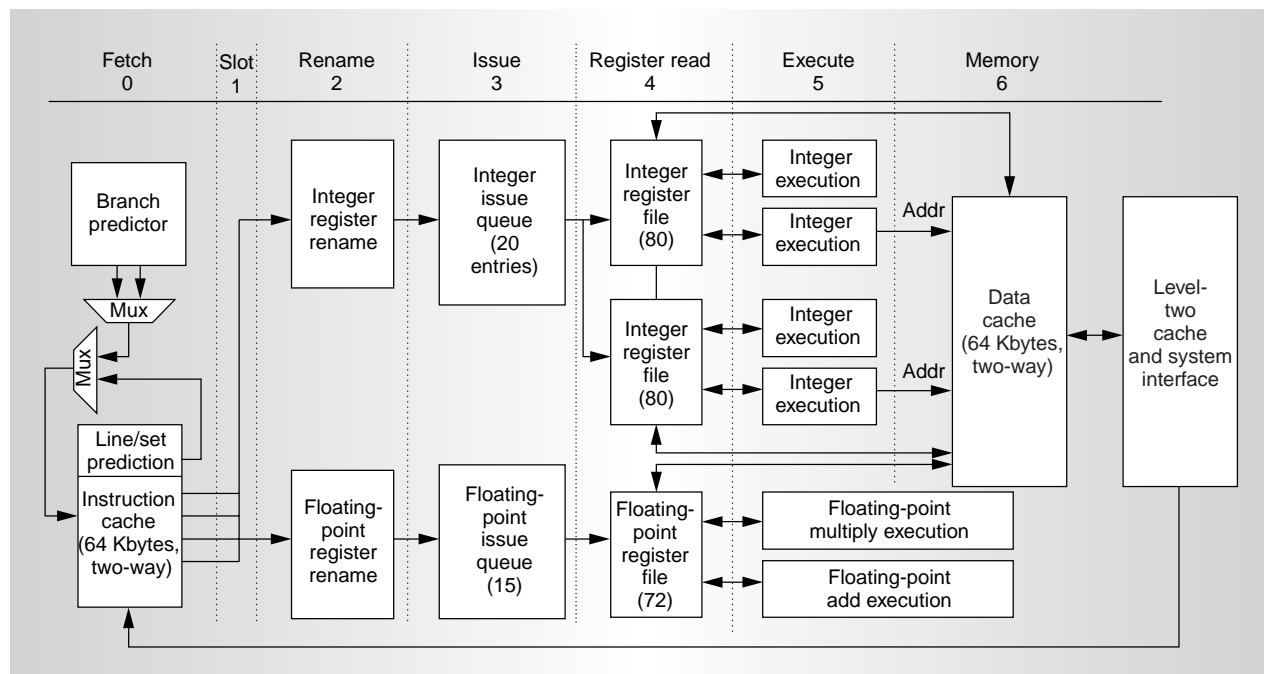 Fetch
0
Slot
1
Rename
2
Issue
3
Register read
4
Execute
5
Memory
6
Branch
predictor
Mux
Mux
Line/set
prediction
Instruction
cache
(64 Kbytes,
two-way)
Integer
register
rename
Floating-
point
register
rename
Integer
issue
queue
(20
entries)
Floating-
point
issue
queue
(15)
Integer
register
file
(80)
Integer
register
file
(80)
Floating-
point
register
file
(72)
Integer
execution
Integer
execution
Integer
execution
Integer
execution
Floating-point
multiply execution
Floating-point
add execution
Addr
Addr
Data
cache
(64 Kbytes,
two-way)
Level-
two
cache
and system
interface